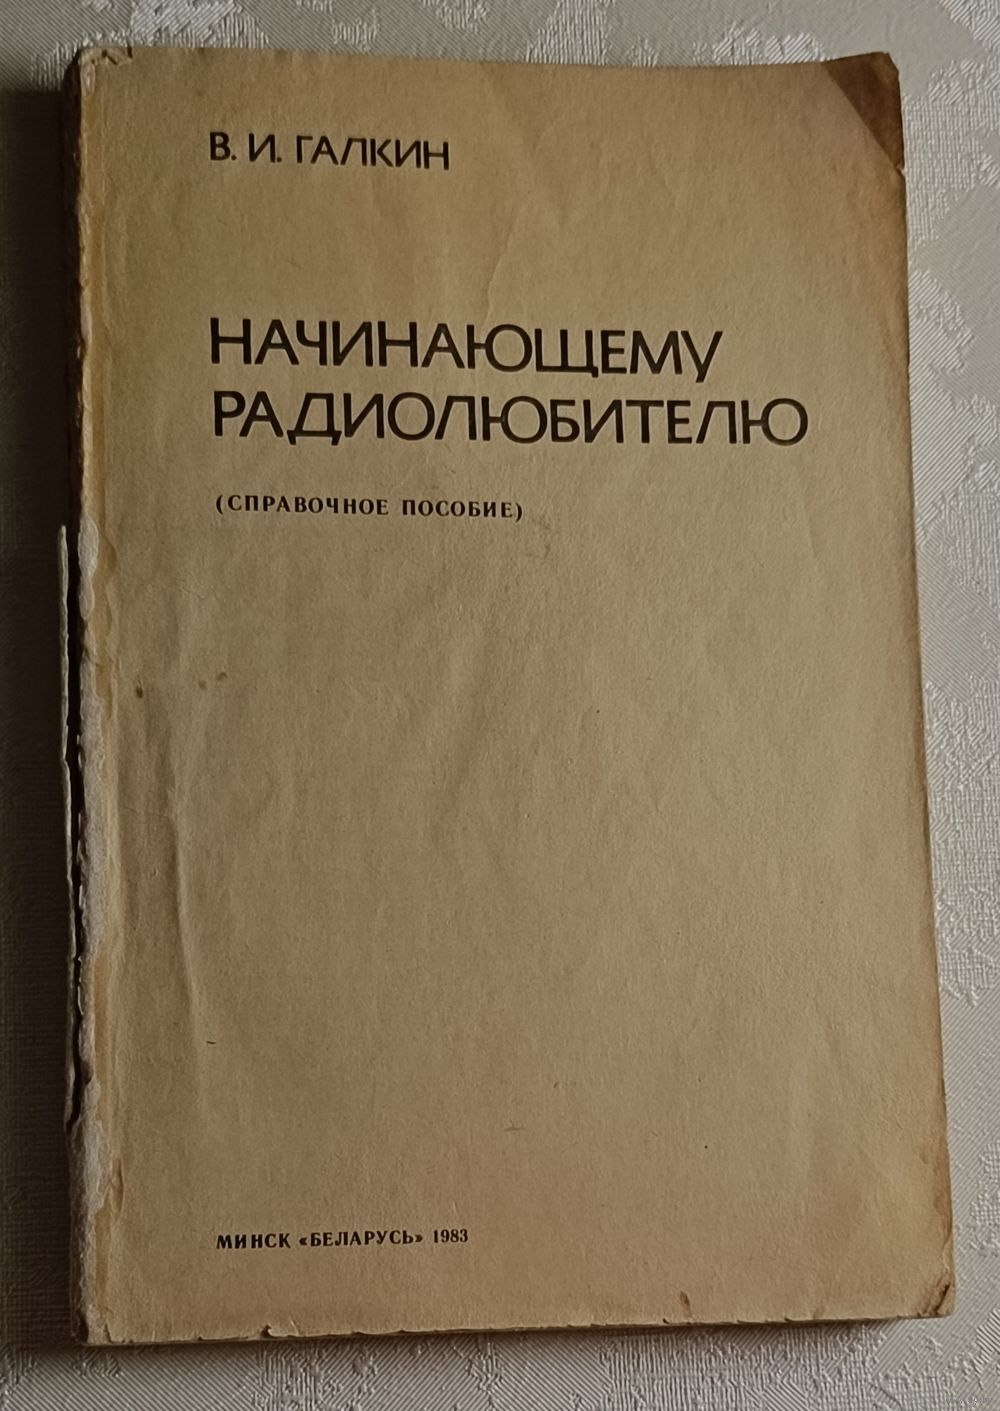 В. И. ГАЛКИН
НАЧИНАЮЩЕМУ
РАДИОЛЮБИТЕЛЮ
(СПРАВОЧНОЕ ПОСОБИЕ)
МИНСК «БЕЛАРУСЬ» 1983